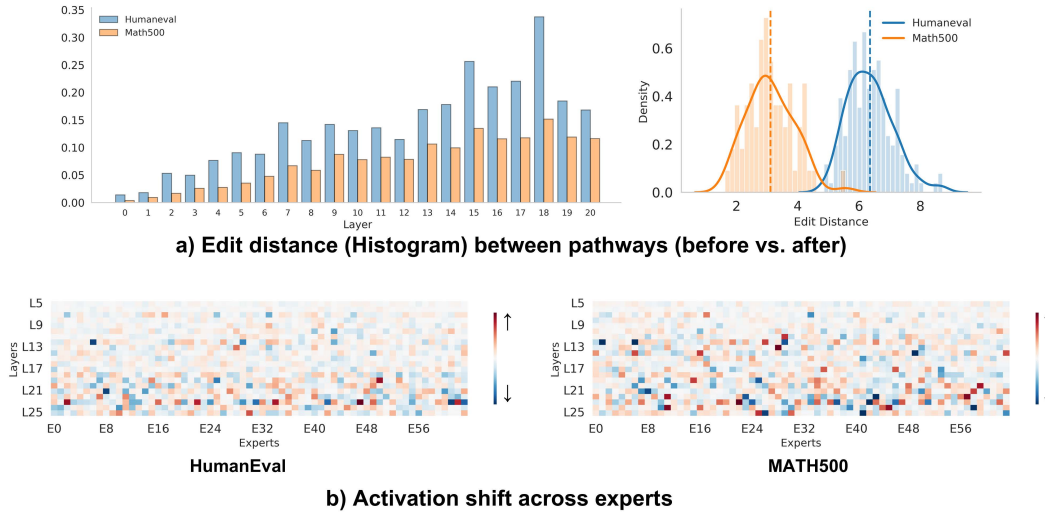 0.35
0.30
0.25
0.20
0.15
0.10
0.05
0.00
Humaneval
Math500
0 1 2 3 4 5 6 7 8 9 10 11 12 13 14 15 16 17 18 19 20
Layer
Density
0.6
0.4
0.2
0.0
Humaneval
Math500
2 4 6 8
Edit Distance
a) Edit distance (Histogram) between pathways (before vs. after)
Layers
L5
L9
L13
L17
L21
L25
E0 E8 E16 E24 E32 E40 E48 E56
Experts
↑
↓
HumanEval
Layers
L5
L9
L13
L17
L21
L25
E0 E8 E16 E24 E32 E40 E48 E56
Experts
MATH500
b) Activation shift across experts